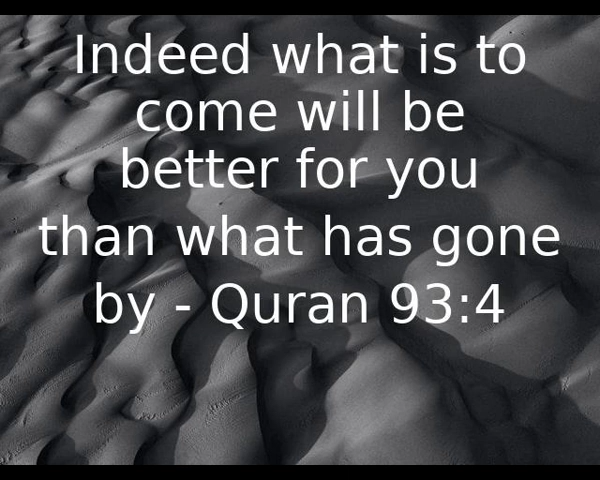 Indeed what is to
come will be
better for you
than what has gone
by - Quran 93:4